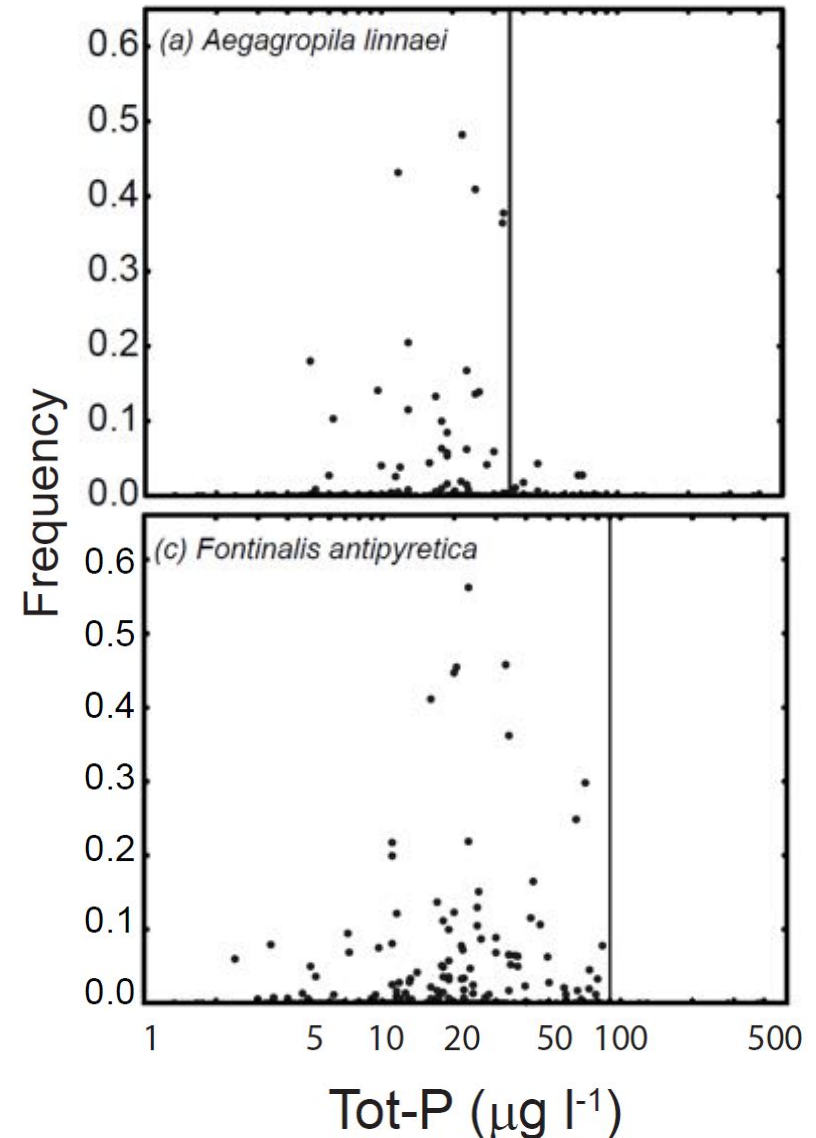 (a) Aegagropila linnaei
0.6
0.5
0.4
0.3
0.2
0.1
0.0
Frequency
(c) Fontinalis antipyretica
0.6
0.5
0.4
0.3
0.2
0.1
0.0
1 5 10 20 50 100 500
Tot-P (µg l-1)